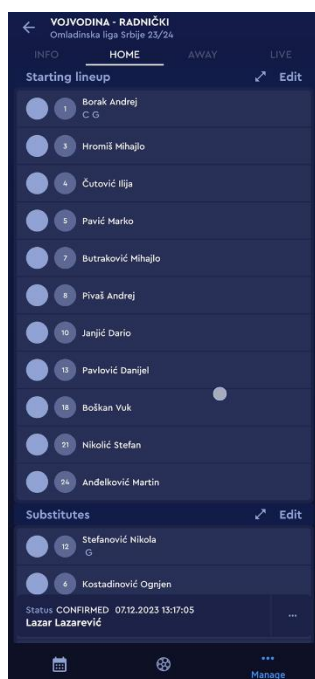 VOJVODINA - RADNIČKI
Omladinska liga Srbije 23/24
INFO HOME AWAY LIVE
Starting lineup Edit
1 Borak Andrej
C G
3 Hromiš Mihajlo
4 Čutović Ilija
5 Pavić Marko
7 Butraković Mihajlo
8 Pivaš Andrej
10 Janjić Dario
13 Pavlović Danijel
18 Boškan Vuk
21 Nikolić Stefan
24 Anđelković Martin
Substitutes Edit
12 Stefanović Nikola
G
6 Kostadinović Ognjen
Status CONFIRMED 07.12.2023 13:17:05
Lazar Lazarević
Manage